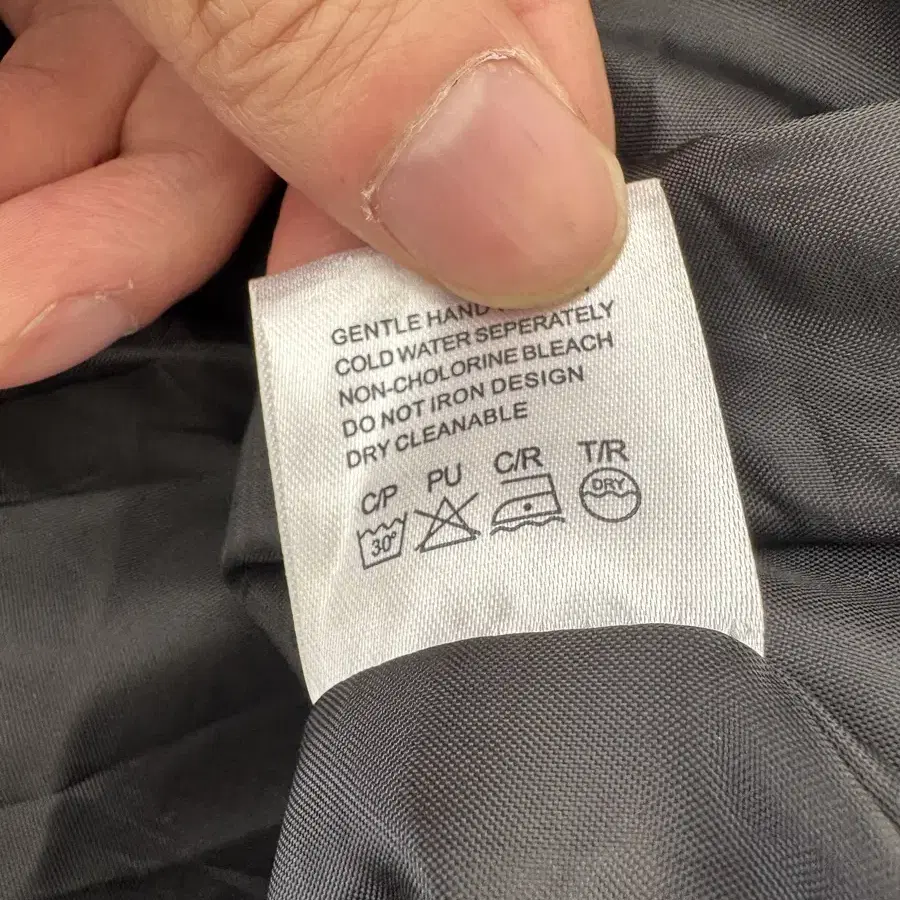 GENTLE HAND
COLD WATER SEPERATELY
NON-CHOLORINE BLEACH
DO NOT IRON DESIGN
DRY CLEANABLE
C/P PU C/R T/R
30° DRY